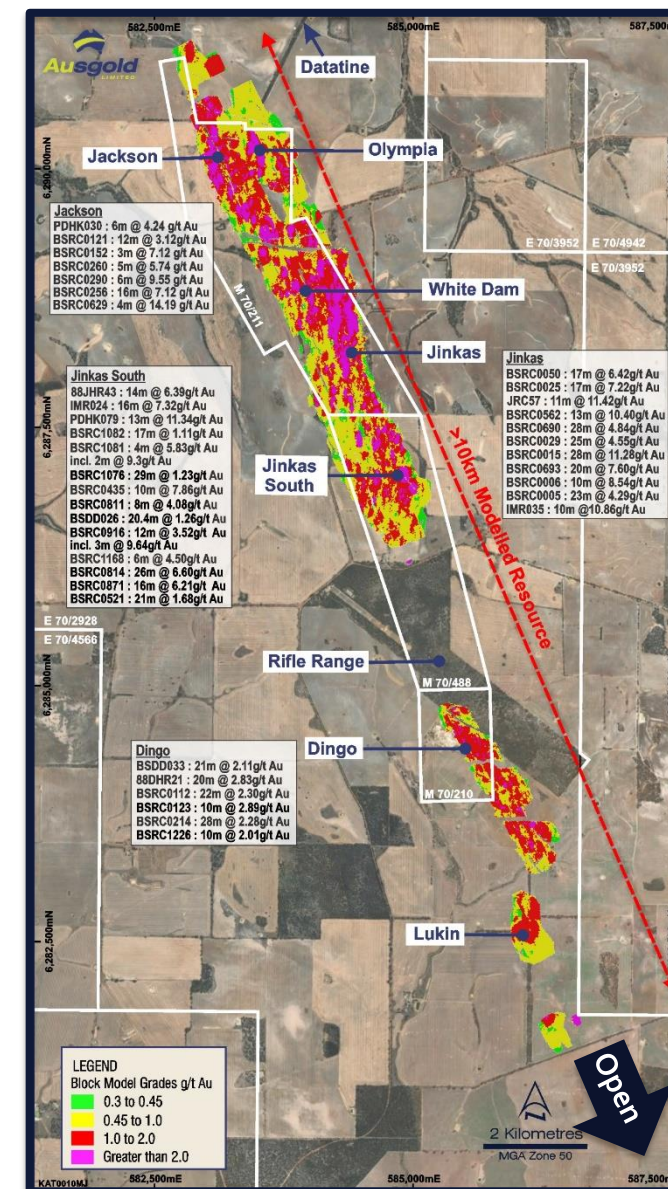 582,500mE
585,000mE
587,500
Ausgold
LIMITED
Datatine
Jackson
Olympia
6,290,000mN
Jackson
PDHK030 : 6m @ 4.24 g/t Au
BSRC0121 : 12m @ 3.12g/t Au
BSRC0152 : 3m @ 7.12 g/t Au
BSRC0260 : 5m @ 5.74 g/t Au
BSRC0290 : 6m @ 9.55 g/t Au
BSRC0256 : 16m @ 7.12 g/t Au
BSRC0629 : 4m @ 14.19 g/t Au
E 70/3952
E 70/4942
E 70/3952
White Dam
M 70/211
Jinkas
Jinkas
BSRC0050 : 17m @ 6.42g/t Au
BSRC0025 : 17m @ 7.22g/t Au
JRC57 : 11m @ 11.42g/t Au
BSRC0562 : 13m @ 10.40g/t Au
BSRC0690 : 28m @ 4.84g/t Au
BSRC0029 : 25m @ 4.55g/t Au
BSRC0015 : 28m @ 11.28g/t Au
BSRC0693 : 20m @ 7.60g/t Au
BSRC0006 : 10m @ 8.54g/t Au
BSRC0005 : 23m @ 4.29g/t Au
IMR035 : 10m @10.86g/t Au
Jinkas South
88JHR43 : 14m @ 6.39g/t Au
IMR024 : 16m @ 7.32g/t Au
PDHK079 : 13m @ 11.34g/t Au
BSRC1082 : 17m @ 1.11g/t Au
BSRC1081 : 4m @ 5.83g/t Au
incl. 2m @ 9.3g/t Au
BSRC1076 : 29m @ 1.23g/t Au
BSRC0435 : 10m @ 7.86g/t Au
BSRC0811 : 8m @ 4.08g/t Au
BSDD026 : 20.4m @ 1.26g/t Au
BSRC0916 : 12m @ 3.52g/t Au
incl. 3m @ 9.64g/t Au
BSRC1168 : 6m @ 4.50g/t Au
BSRC0814 : 26m @ 6.60g/t Au
BSRC0871 : 16m @ 6.21g/t Au
BSRC0521 : 21m @ 1.68g/t Au
6,287,500mN
Jinkas
South
>10km Modelled Resource
E 70/2928
E 70/4566
Rifle Range
M 70/488
6,285,000mN
Dingo
M 70/210
Dingo
BSDD033 : 21m @ 2.11g/t Au
88DHR21 : 20m @ 2.83g/t Au
BSRC0112 : 22m @ 2.30g/t Au
BSRC0123 : 10m @ 2.89g/t Au
BSRC0214 : 28m @ 2.28g/t Au
BSRC1226 : 10m @ 2.01g/t Au
Lukin
6,282,500mN
LEGEND
Block Model Grades g/t Au
0.3 to 0.45
0.45 to 1.0
1.0 to 2.0
Greater than 2.0
Open
2 Kilometres
MGA Zone 50
KAT0010MJ
582,500mE
585,000mE
587,50